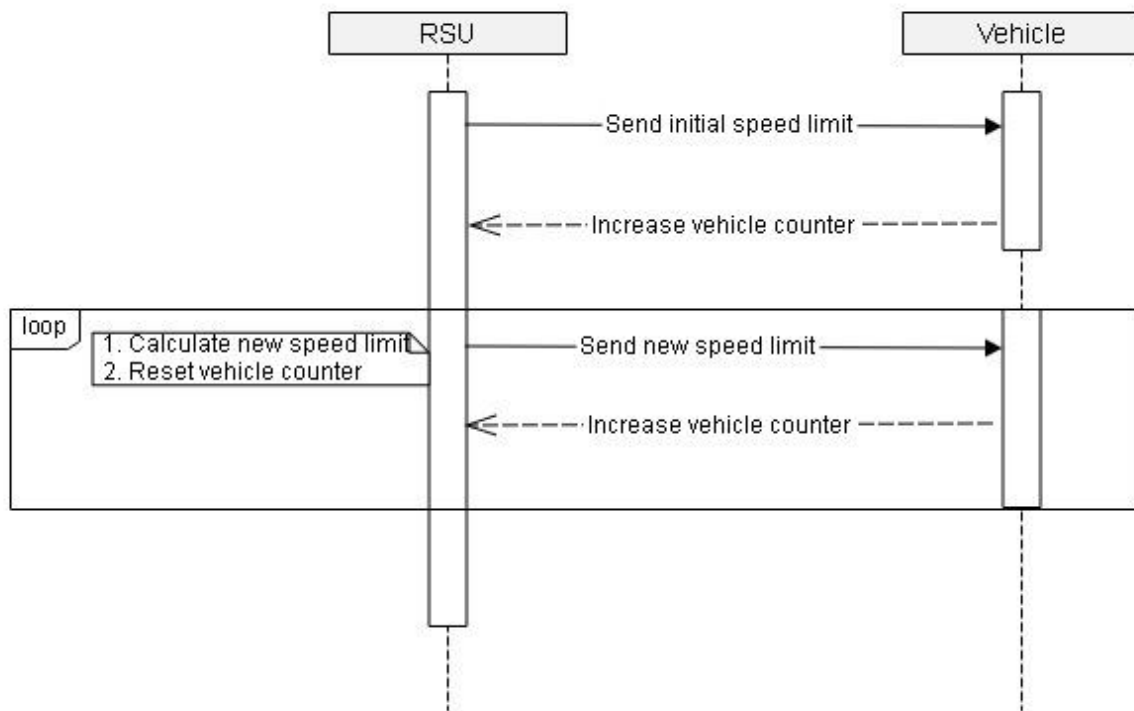 RSU
Vehicle
Send initial speed limit
Increase vehicle counter
loop
1. Calculate new speed limit
2. Reset vehicle counter
Send new speed limit
Increase vehicle counter